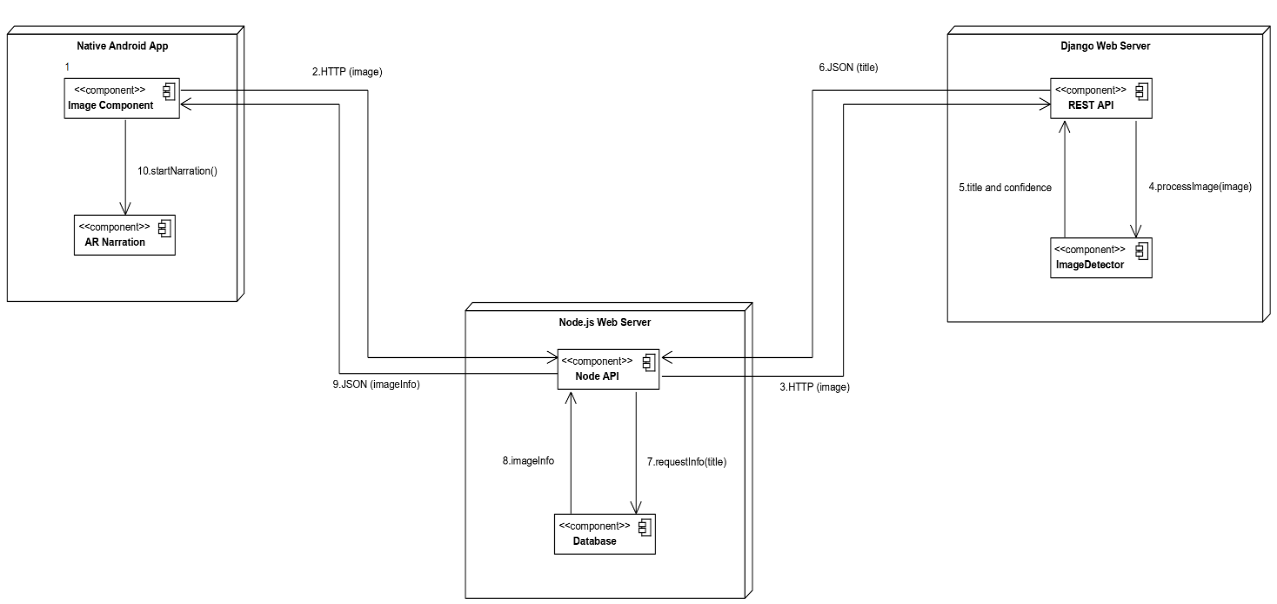 Native Android App
1
<<component>>
Image Component
10.startNarration()
<<component>>
AR Narration
2.HTTP (image)
9.JSON (imageInfo)
Node.js Web Server
<<component>>
Node API
8.imageInfo
7.requestInfo(title)
<<component>>
Database
6.JSON (title)
3.HTTP (image)
Django Web Server
<<component>>
REST API
5.title and confidence
4.processImage(image)
<<component>>
ImageDetector